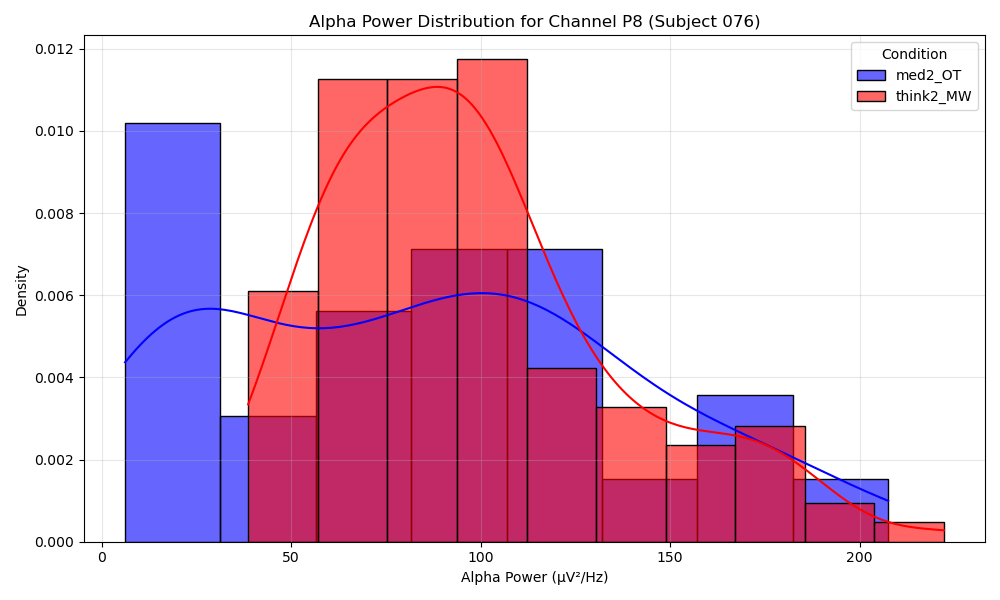 Alpha Power Distribution for Channel P8 (Subject 076)
Condition
med2_OT
think2_MW
Density
0.012
0.010
0.008
0.006
0.004
0.002
0.000
0
50
100
150
200
Alpha Power (μV²/Hz)